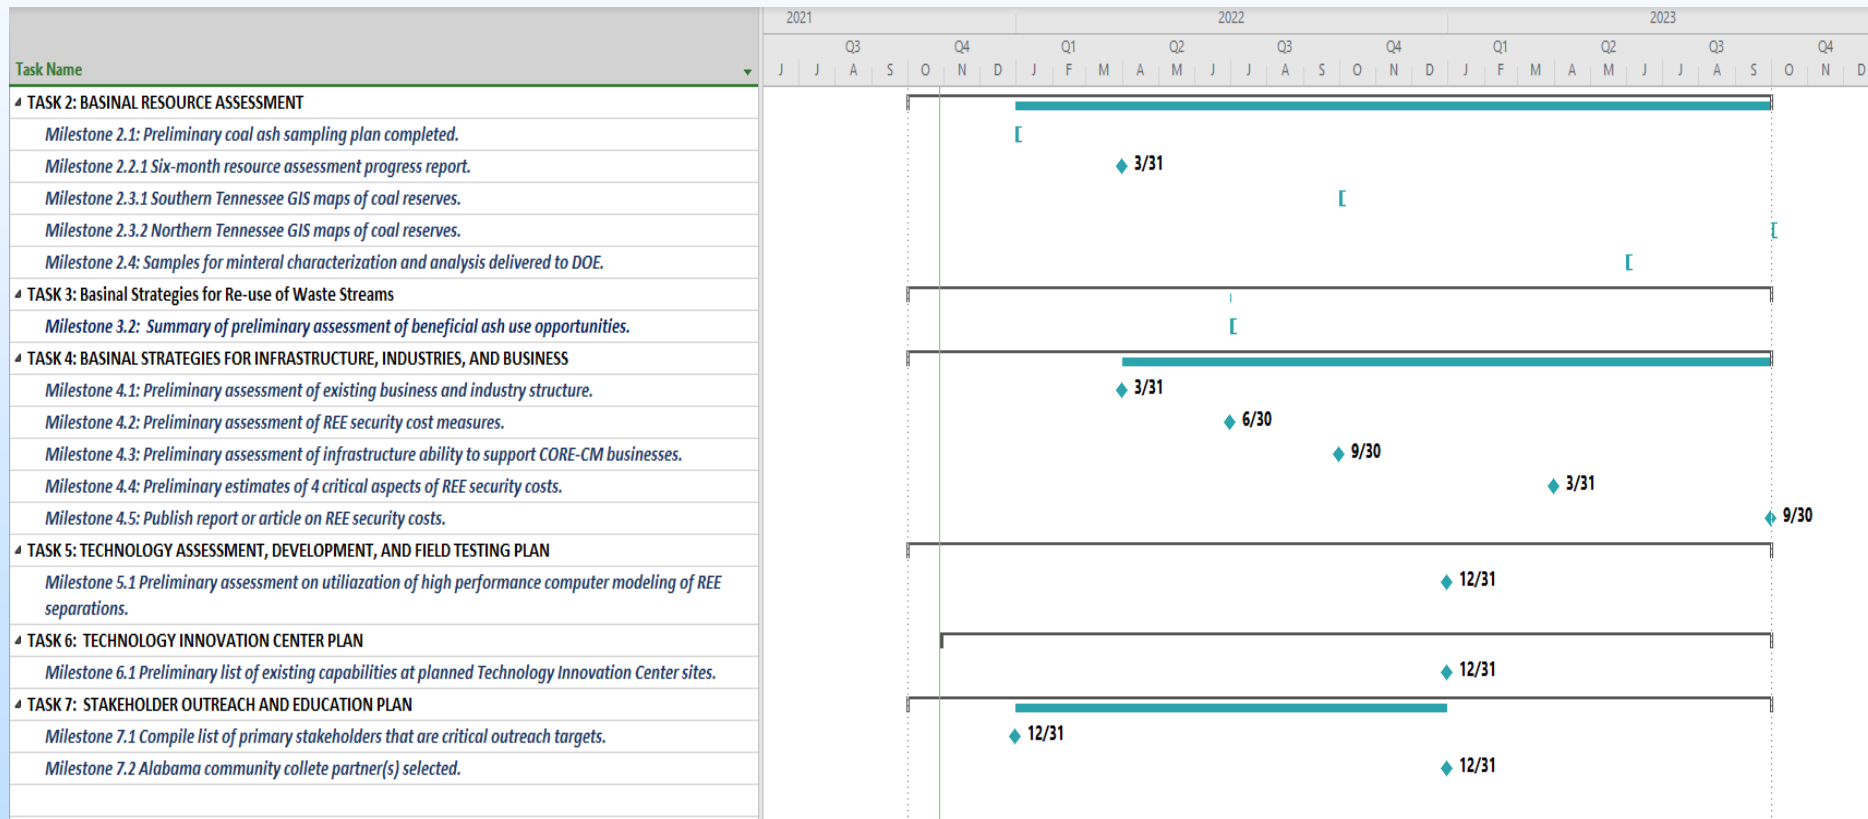 2021 2022 2023
Q3 Q4 Q1 Q2 Q3 Q4 Q1 Q2 Q3 Q4
Task Name J J A S O N D J F M A M J J A S O N D J F M A M J J A S O N D
TASK 2: BASINAL RESOURCE ASSESSMENT
Milestone 2.1: Preliminary coal ash sampling plan completed.
Milestone 2.2.1 Six-month resource assessment progress report. 3/31
Milestone 2.3.1 Southern Tennessee GIS maps of coal reserves.
Milestone 2.3.2 Northern Tennessee GIS maps of coal reserves.
Milestone 2.4: Samples for minteral characterization and analysis delivered to DOE.
TASK 3: Basinal Strategies for Re-use of Waste Streams
Milestone 3.2: Summary of preliminary assessment of beneficial ash use opportunities.
TASK 4: BASINAL STRATEGIES FOR INFRASTRUCTURE, INDUSTRIES, AND BUSINESS
Milestone 4.1: Preliminary assessment of existing business and industry structure. 3/31
Milestone 4.2: Preliminary assessment of REE security cost measures. 6/30
Milestone 4.3: Preliminary assessment of infrastructure ability to support CORE-CM businesses. 9/30
Milestone 4.4: Preliminary estimates of 4 critical aspects of REE security costs. 3/31
Milestone 4.5: Publish report or article on REE security costs. 9/30
TASK 5: TECHNOLOGY ASSESSMENT, DEVELOPMENT, AND FIELD TESTING PLAN
Milestone 5.1 Preliminary assessment on utiliazation of high performance computer modeling of REE 12/31
separations.
TASK 6: TECHNOLOGY INNOVATION CENTER PLAN
Milestone 6.1 Preliminary list of existing capabilities at planned Technology Innovation Center sites. 12/31
TASK 7: STAKEHOLDER OUTREACH AND EDUCATION PLAN
Milestone 7.1 Compile list of primary stakeholders that are critical outreach targets. 12/31
Milestone 7.2 Alabama community collete partner(s) selected. 12/31